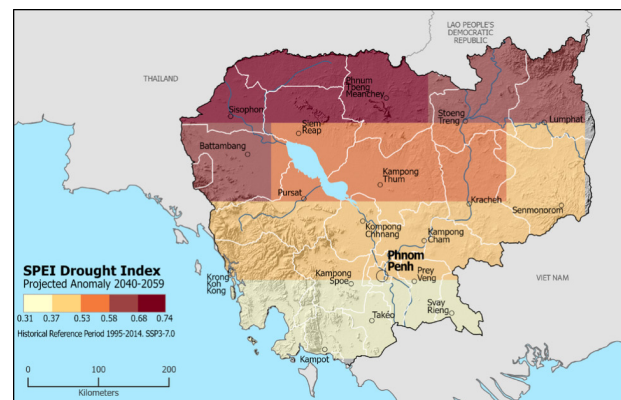 LAO PEOPLE'S
DEMOCRATIC
REPUBLIC
THAILAND
Phnum
Tbeng
Meanchey
Sisophon
Stoeng
Treng
Lumphat
Siem
Reap
Battambang
Kampong
Thum
Pursat
Kracheh
Senmonorom
Kompong
Chhnang
Kampong
Cham
Phnom
Penh
SPEI Drought Index
Projected Anomaly 2040-2059
Krong
Koh
Kong
Kampong
Spoe
Prey
Veng
VIET NAM
0.31 0.37 0.53 0.58 0.68 0.74
Historical Reference Period 1995-2014. SSP3-7.0
Svay
Rieng
Takéo
Kampot
0 100 200
Kilometers